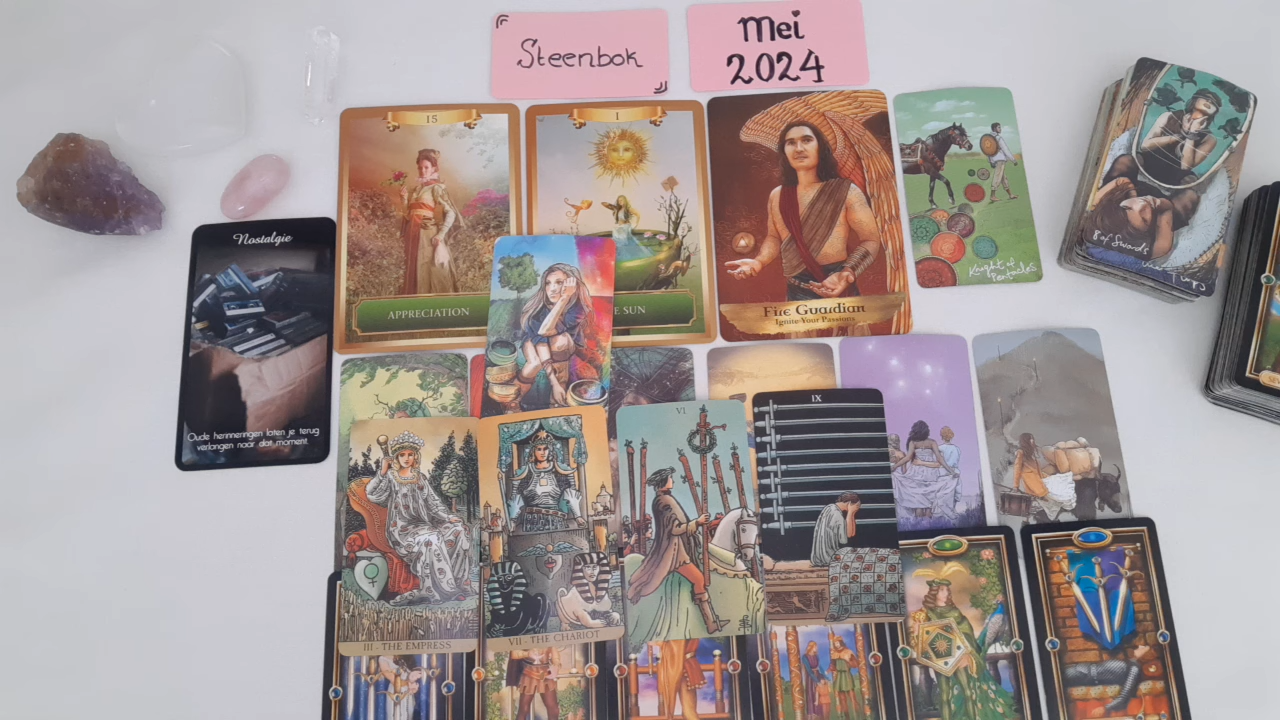 Steenbok
Mei
2024
15
APPRECIATION
I
E SUN
Fire Guardian
Ignite Your Passions
Knight of
Pentacles
8 of Swords
Nostalgie
Oude herinneringen laten je terug
verlangen naar dat moment.
III - THE EMPRESS
VII - THE CHARIOT
VI
IX